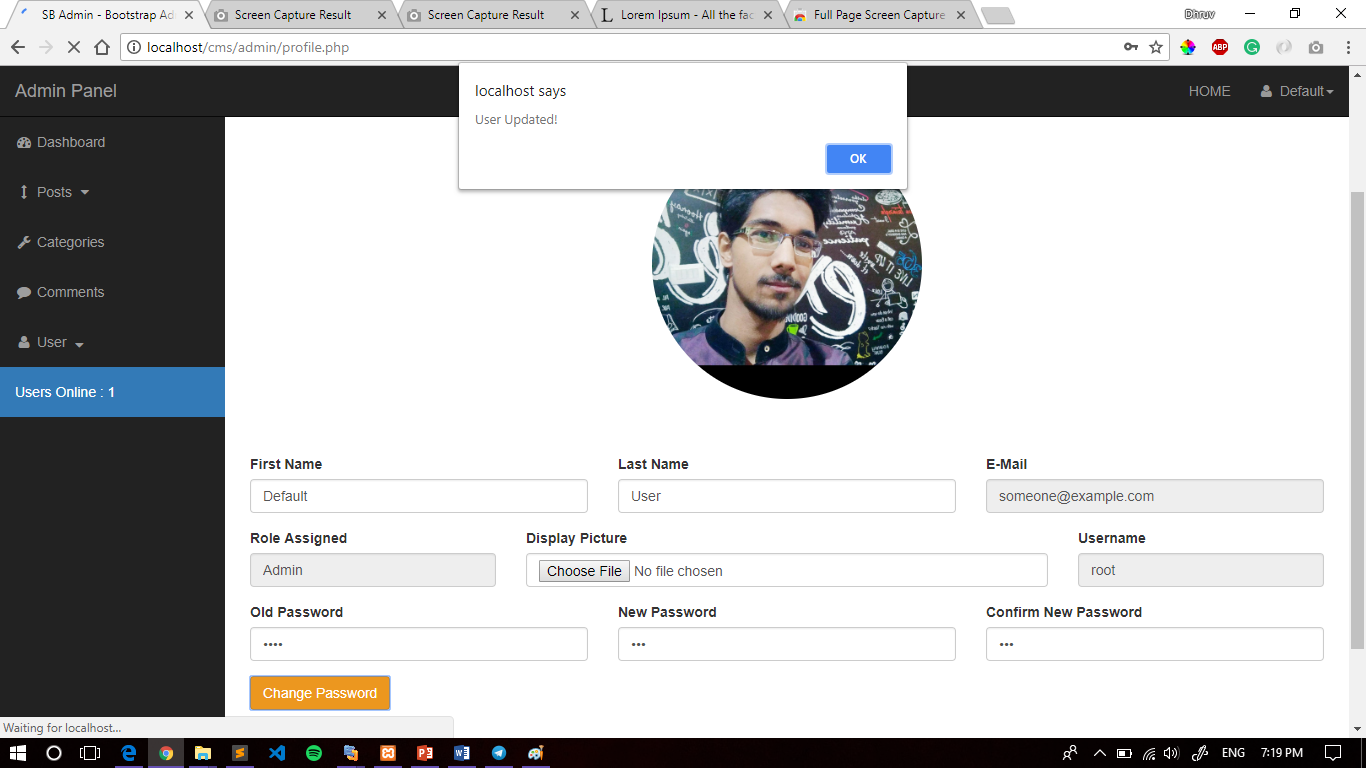 SB Admin - Bootstrap Ad
Screen Capture Result
Screen Capture Result
Lorem Ipsum - All the fac
Full Page Screen Capture
Dhruv
localhost/cms/admin/profile.php
ABP
Admin Panel
HOME
Default
localhost says
User Updated!
OK
Dashboard
Posts
Categories
Comments
User
Users Online : 1
First Name
Last Name
E-Mail
Default
User
someone@example.com
Role Assigned
Display Picture
Username
Admin
Choose File No file chosen
root
Old Password
New Password
Confirm New Password
••••
•••
•••
Change Password
Waiting for localhost...
ENG
7:19 PM